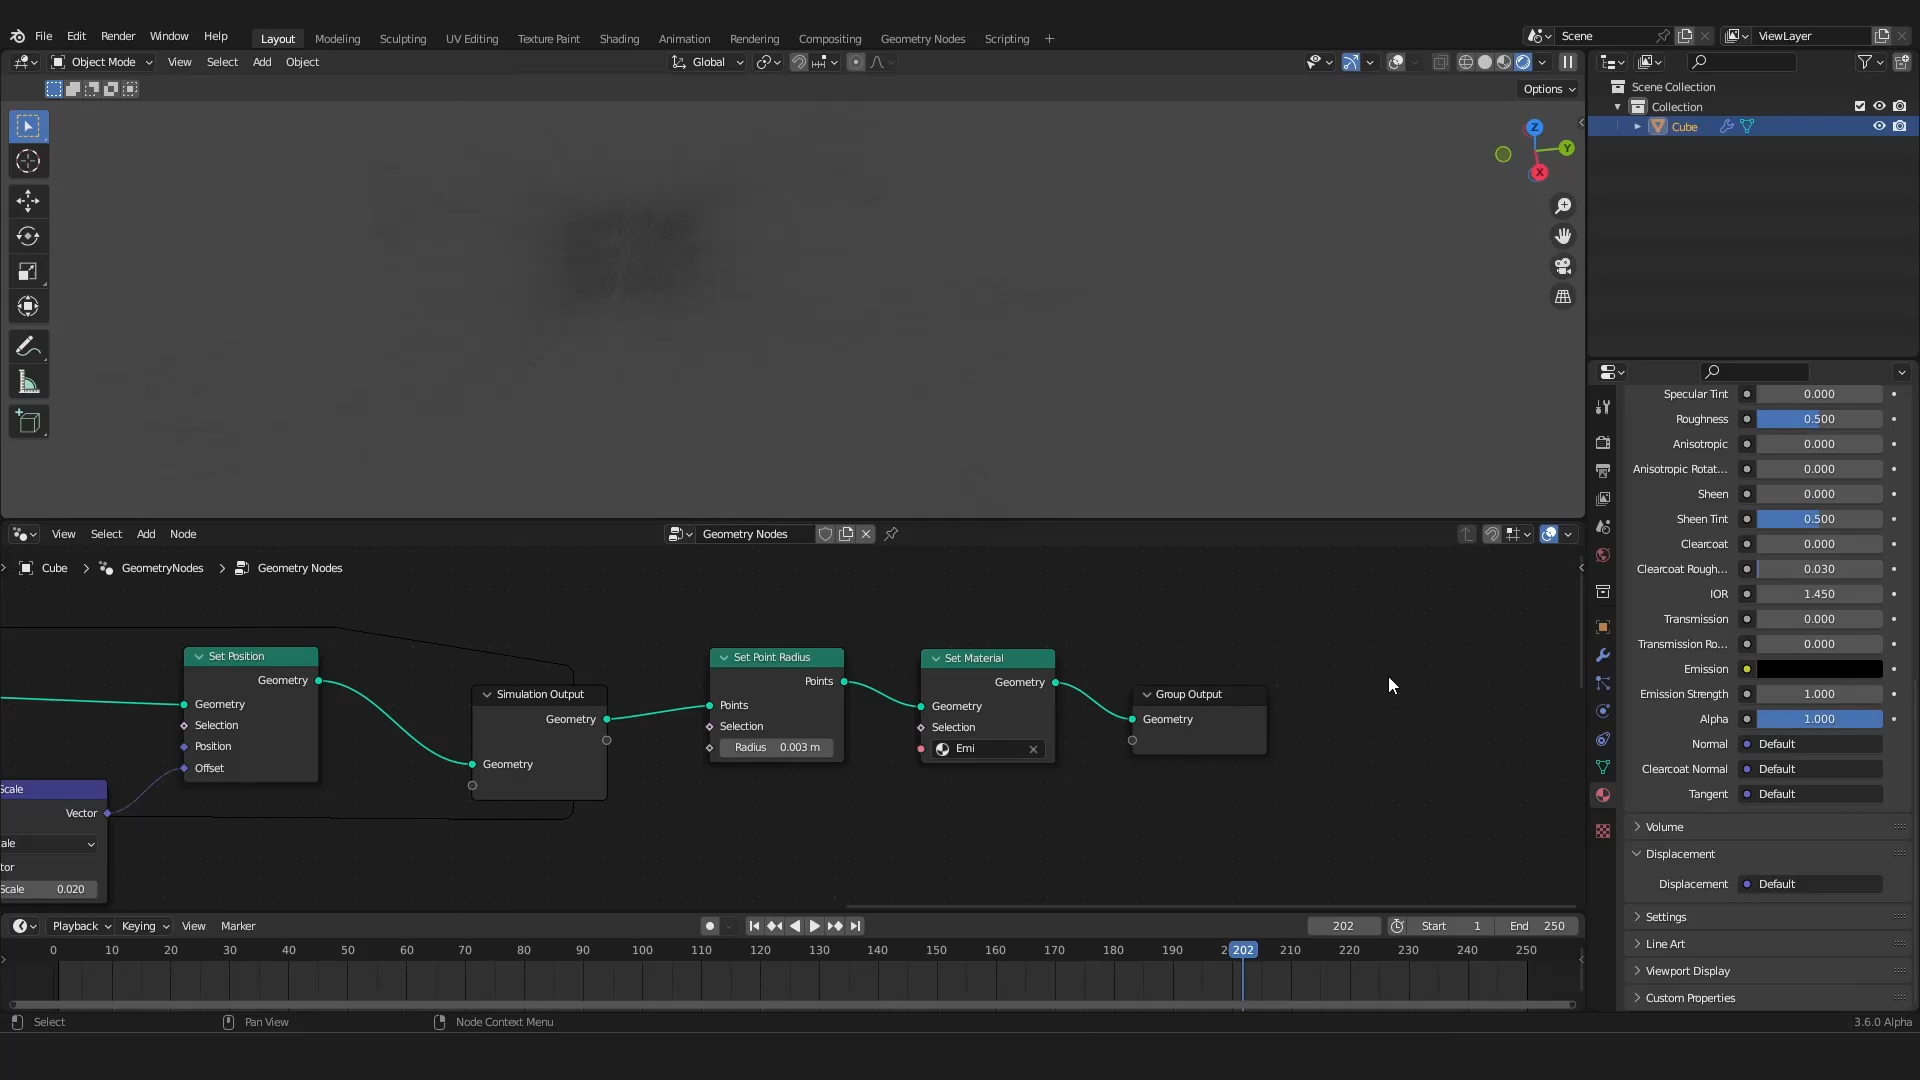 File Edit Render Window Help Layout Modeling Sculpting UV Editing Texture Paint Shading Animation Rendering Compositing Geometry Nodes Scripting + Scene ViewLayer
Object Mode View Select Add Object Global
Options
Scene Collection
Collection
Cube
Z
Y
X
Specular Tint 0.000
Roughness 0.500
Anisotropic 0.000
Anisotropic Rotat... 0.000
Sheen 0.000
Sheen Tint 0.500
Clearcoat 0.000
Clearcoat Rough... 0.030
IOR 1.450
Transmission 0.000
Transmission Ro... 0.000
Emission
Emission Strength 1.000
Alpha 1.000
Normal Default
Clearcoat Normal Default
Tangent Default
Volume
Displacement
Displacement Default
Settings
Line Art
Viewport Display
Custom Properties
View Select Add Node Geometry Nodes
Cube > GeometryNodes > Geometry Nodes
Set Position
Geometry
Geometry
Selection
Position
Offset
Scale
Vector
ale
tor
Scale 0.020
Simulation Output
Geometry
Geometry
Set Point Radius
Points
Points
Selection
Radius 0.003 m
Set Material
Geometry
Geometry
Selection
Emi
Group Output
Geometry
Playback Keying View Marker 202 Start 1 End 250
0 10 20 30 40 50 60 70 80 90 100 110 120 130 140 150 160 170 180 190 2 202 210 220 230 240 250
Select Pan View Node Context Menu 3.6.0 Alpha